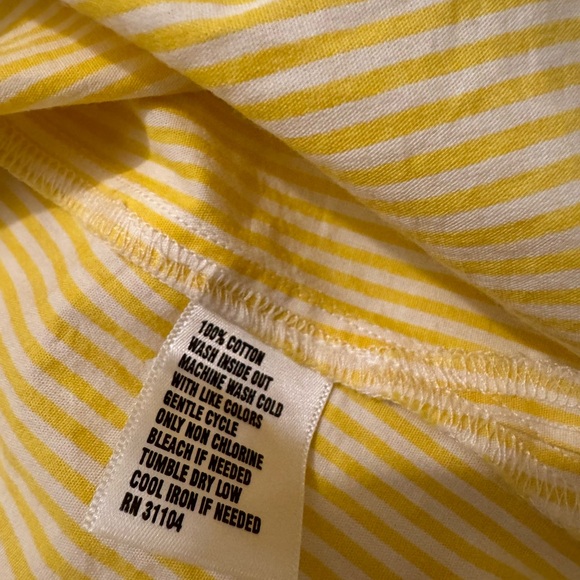 100% COTTON
WASH INSIDE OUT
MACHINE WASH COLD
WITH LIKE COLORS
GENTLE CYCLE
ONLY NON CHLORINE
BLEACH IF NEEDED
TUMBLE DRY LOW
COOL IRON IF NEEDED
RN 31104